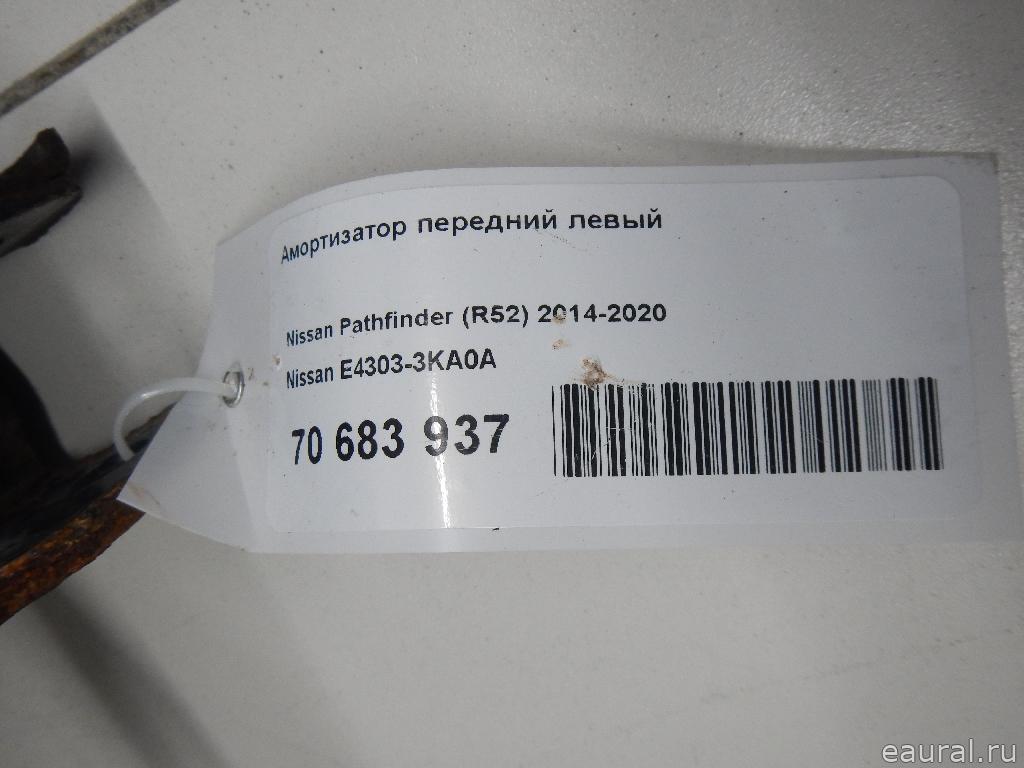 Амортизатор передний левый
Nissan Pathfinder (R52) 2014-2020
Nissan E4303-3KA0A
70 683 937
eaural.ru